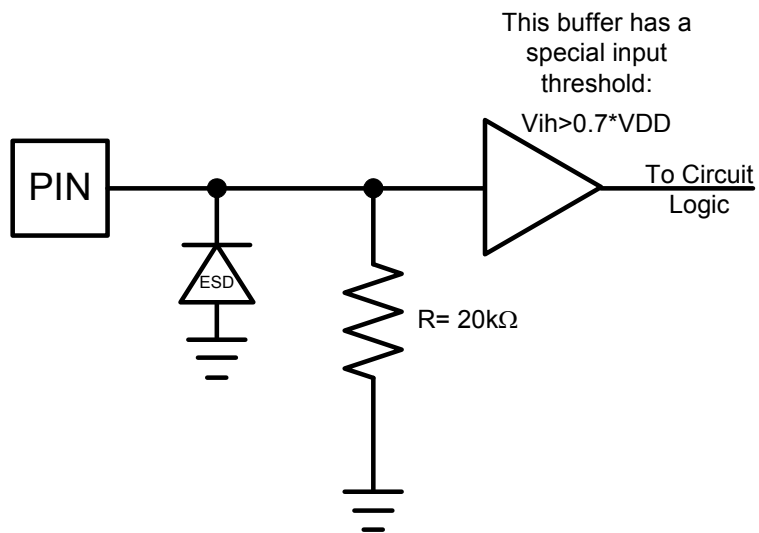 This buffer has a
special input
threshold:
Vih>0.7*VDD
PIN
To Circuit
Logic
ESD
R= 20kΩ